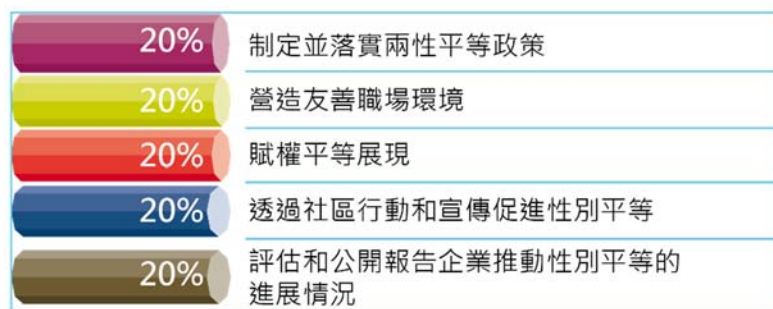 20% 制定並落實兩性平等政策
20% 營造友善職場環境
20% 賦權平等展現
20% 透過社區行動和宣傳促進性別平等
20% 評估和公開報告企業推動性別平等的
進展情況